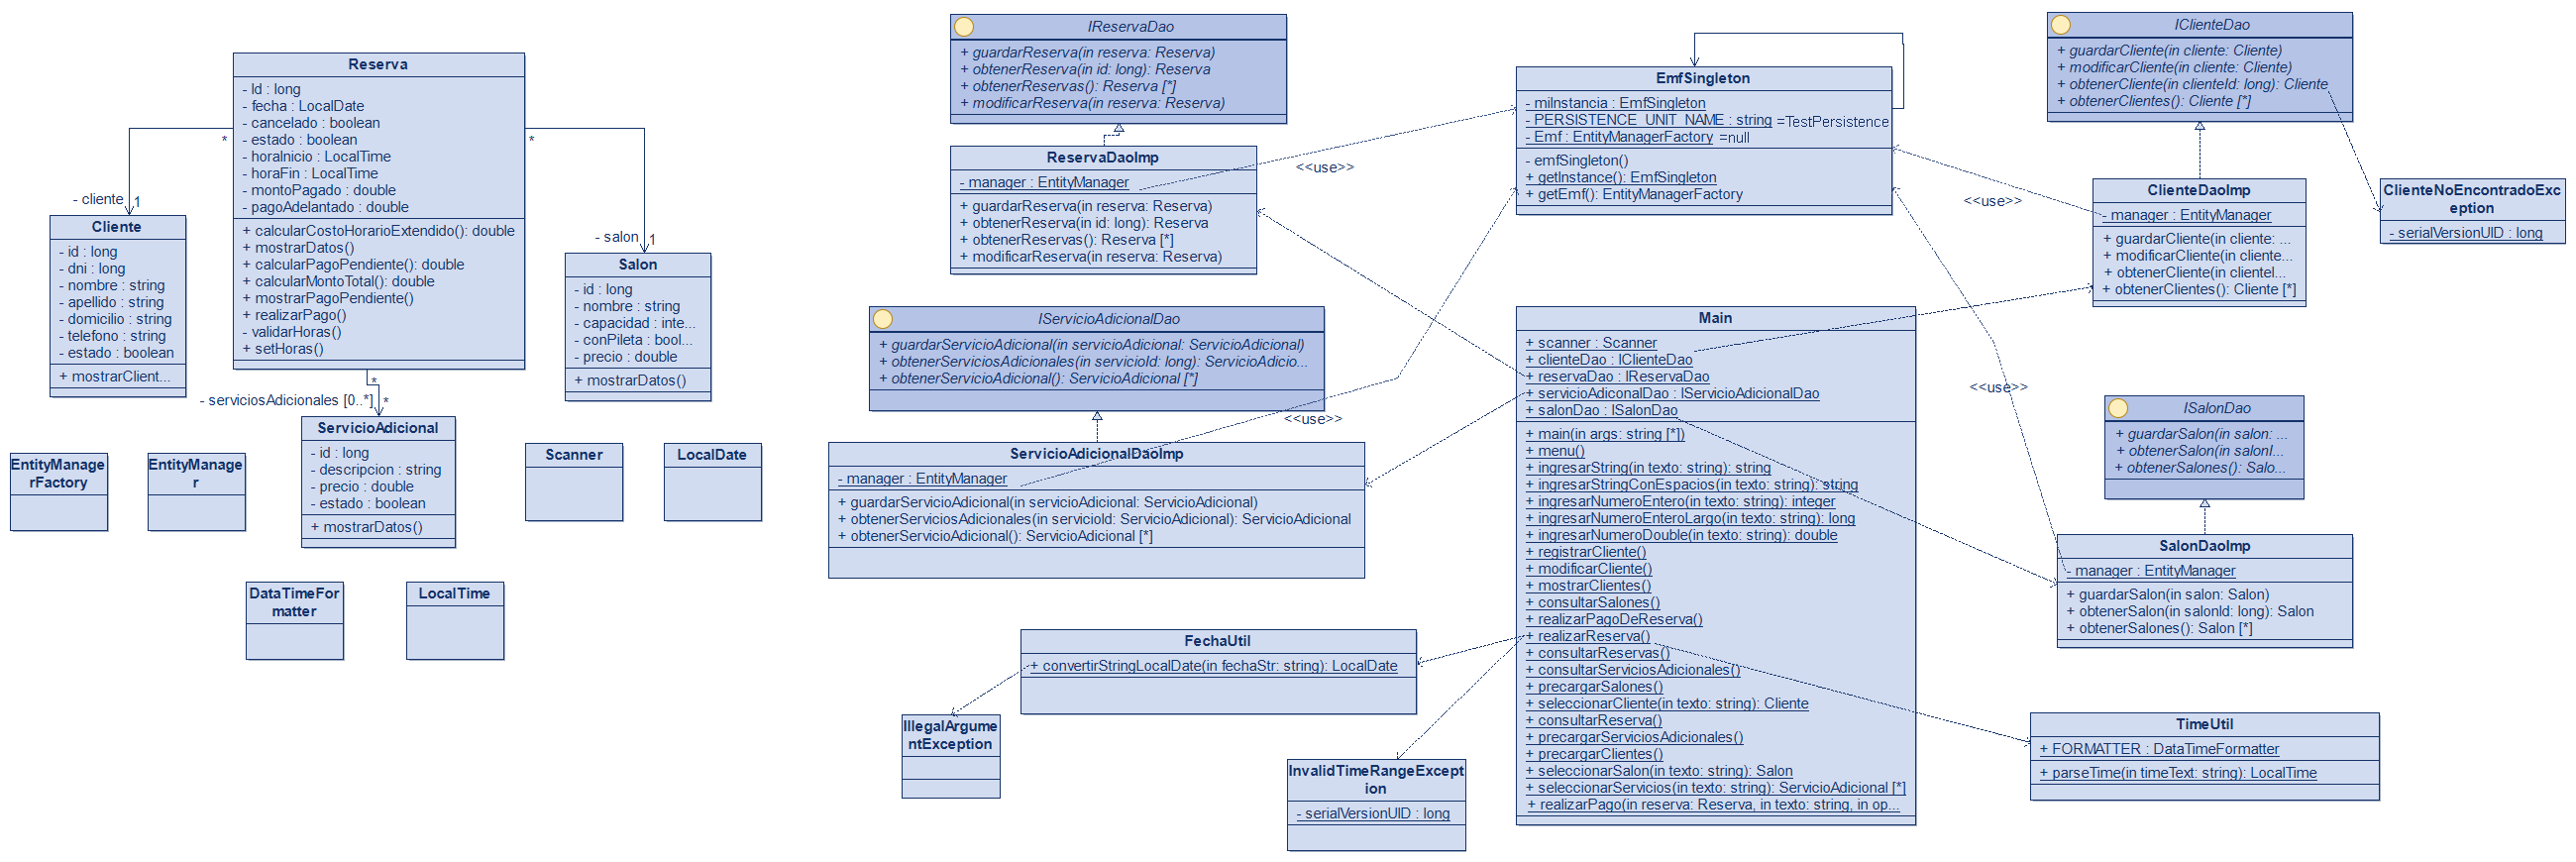 Reserva
- Id : long
- fecha : LocalDate
- cancelado : boolean
- estado : boolean
- horaInicio : LocalTime
- horaFin : LocalTime
- montoPagado : double
- pagoAdelantado : double
+ calcularCostoHorarioExtendido(): double
+ mostrarDatos()
+ calcularPagoPendiente(): double
+ calcularMontoTotal(): double
+ mostrarPagoPendiente()
+ realizarPago()
- validarHoras()
+ setHoras()
*
*
- cliente
1
- salon
1
Cliente
- id : long
- dni : long
- nombre : string
- apellido : string
- domicilio : string
- telefono : string
- estado : boolean
+ mostrarClient...
Salon
- id : long
- nombre : string
- capacidad : inte...
- conPileta : bool...
- precio : double
+ mostrarDatos()
*
- serviciosAdicionales [0..*]
*
ServicioAdicional
- id : long
- descripcion : string
- precio : double
- estado : boolean
+ mostrarDatos()
EntityManage
rFactory
EntityManage
r
Scanner
LocalDate
DataTimeFor
matter
LocalTime
IReservaDao
+ guardarReserva(in reserva: Reserva)
+ obtenerReserva(in id: long): Reserva
+ obtenerReservas(): Reserva [*]
+ modificarReserva(in reserva: Reserva)
ReservaDaoImp
- manager : EntityManager
+ guardarReserva(in reserva: Reserva)
+ obtenerReserva(in id: long): Reserva
+ obtenerReservas(): Reserva [*]
+ modificarReserva(in reserva: Reserva)
<<use>>
IServicioAdicionalDao
+ guardarServicioAdicional(in servicioAdicional: ServicioAdicional)
+ obtenerServiciosAdicionales(in servicioId: long): ServicioAdicio...
+ obtenerServicioAdicional(): ServicioAdicional [*]
<<use>>
ServicioAdicionalDaoImp
- manager : EntityManager
+ guardarServicioAdicional(in servicioAdicional: ServicioAdicional)
+ obtenerServiciosAdicionales(in servicioId: ServicioAdicional): ServicioAdicional
+ obtenerServicioAdicional(): ServicioAdicional [*]
FechaUtil
+ convertirStringLocalDate(in fechaStr: string): LocalDate
IllegalArgume
ntException
InvalidTimeRangeExcept
ion
- serialVersionUID : long
EmfSingleton
- miInstancia : EmfSingleton
- PERSISTENCE_UNIT_NAME : string =TestPersistence
- Emf : EntityManagerFactory =null
- emfSingleton()
+ getInstance(): EmfSingleton
+ getEmf(): EntityManagerFactory
Main
+ scanner : Scanner
+ clienteDao : IClienteDao
+ reservaDao : IReservaDao
+ servicioAdiconalDao : IServicioAdicionalDao
+ salonDao : ISalonDao
+ main(in args: string [*])
+ menu()
+ ingresarString(in texto: string): string
+ ingresarStringConEspacios(in texto: string): string
+ ingresarNumeroEntero(in texto: string): integer
+ ingresarNumeroEnteroLargo(in texto: string): long
+ ingresarNumeroDouble(in texto: string): double
+ registrarCliente()
+ modificarCliente()
+ mostrarClientes()
+ consultarSalones()
+ realizarPagoDeReserva()
+ realizarReserva()
+ consultarReservas()
+ consultarServiciosAdicionales()
+ precargarSalones()
+ seleccionarCliente(in texto: string): Cliente
+ consultarReserva()
+ precargarServiciosAdicionales()
+ precargarClientes()
+ seleccionarSalon(in texto: string): Salon
+ seleccionarServicios(in texto: string): ServicioAdicional [*]
+ realizarPago(in reserva: Reserva, in texto: string, in op...
IClienteDao
+ guardarCliente(in cliente: Cliente)
+ modificarCliente(in cliente: Cliente)
+ obtenerCliente(in clienteId: long): Cliente
+ obtenerClientes(): Cliente [*]
<<use>>
ClienteDaoImp
- manager : EntityManager
+ guardarCliente(in cliente: ...
+ modificarCliente(in cliente...
+ obtenerCliente(in clienteI...
+ obtenerClientes(): Cliente [*]
ClienteNoEncontradoExc
eption
- serialVersionUID : long
<<use>>
ISalonDao
+ guardarSalon(in salon: ...
+ obtenerSalon(in salonI...
+ obtenerSalones(): Salo...
SalonDaoImp
- manager : EntityManager
+ guardarSalon(in salon: Salon)
+ obtenerSalon(in salonId: long): Salon
+ obtenerSalones(): Salon [*]
TimeUtil
+ FORMATTER : DataTimeFormatter
+ parseTime(in timeText: string): LocalTime